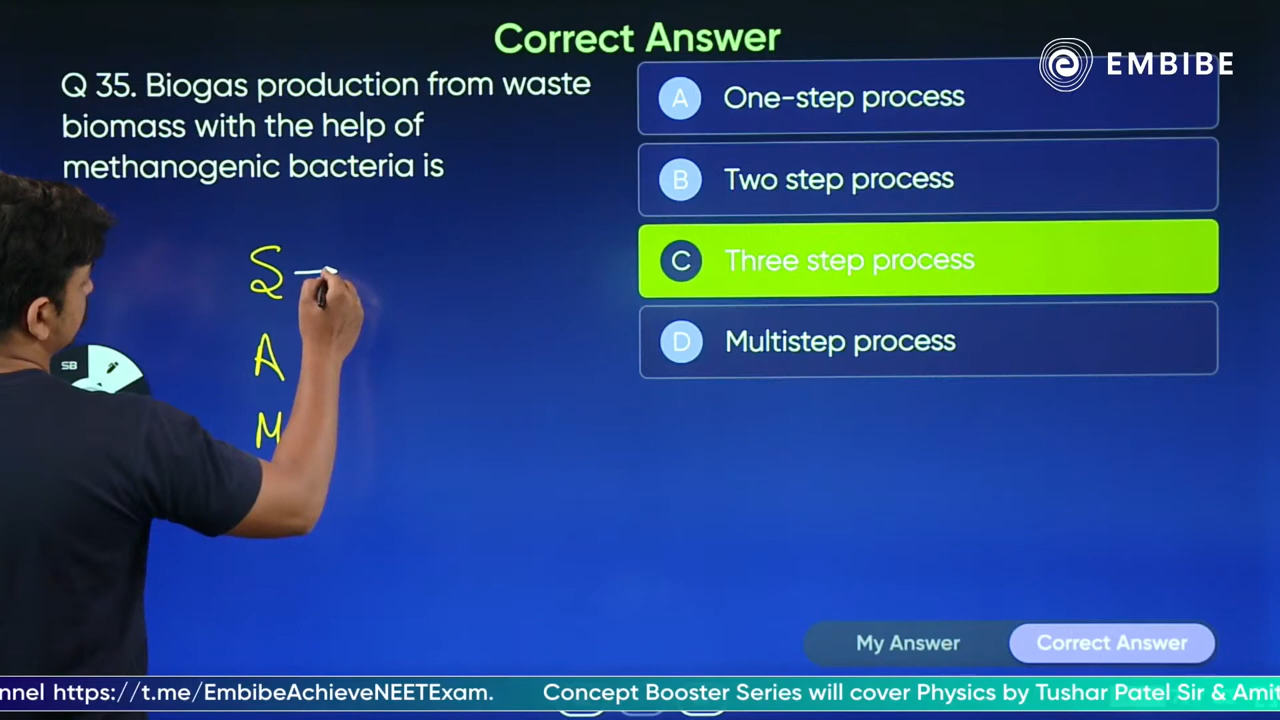 Correct Answer
EMBIBE
Q 35. Biogas production from waste
biomass with the help of
methanogenic bacteria is
A One-step process
B Two step process
C Three step process
D Multistep process
S —
A
M
SB
My Answer
Correct Answer
nnel https://t.me/EmbibeAchieveNEETExam. Concept Booster Series will cover Physics by Tushar Patel Sir & Amit